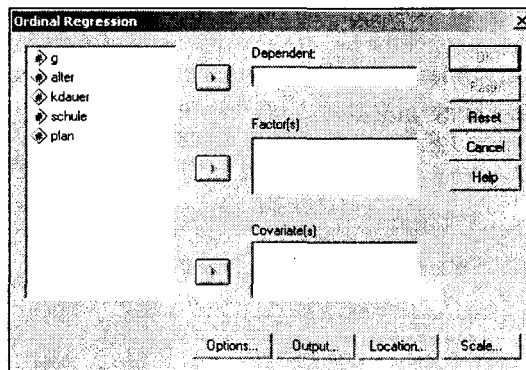 Ordinal Regression
g
alter
kdauer
schule
plan
Dependent:
Factor(s)
Covariate(s)
OK
Paste
Reset
Cancel
Help
Options...
Output...
Location...
Scale...